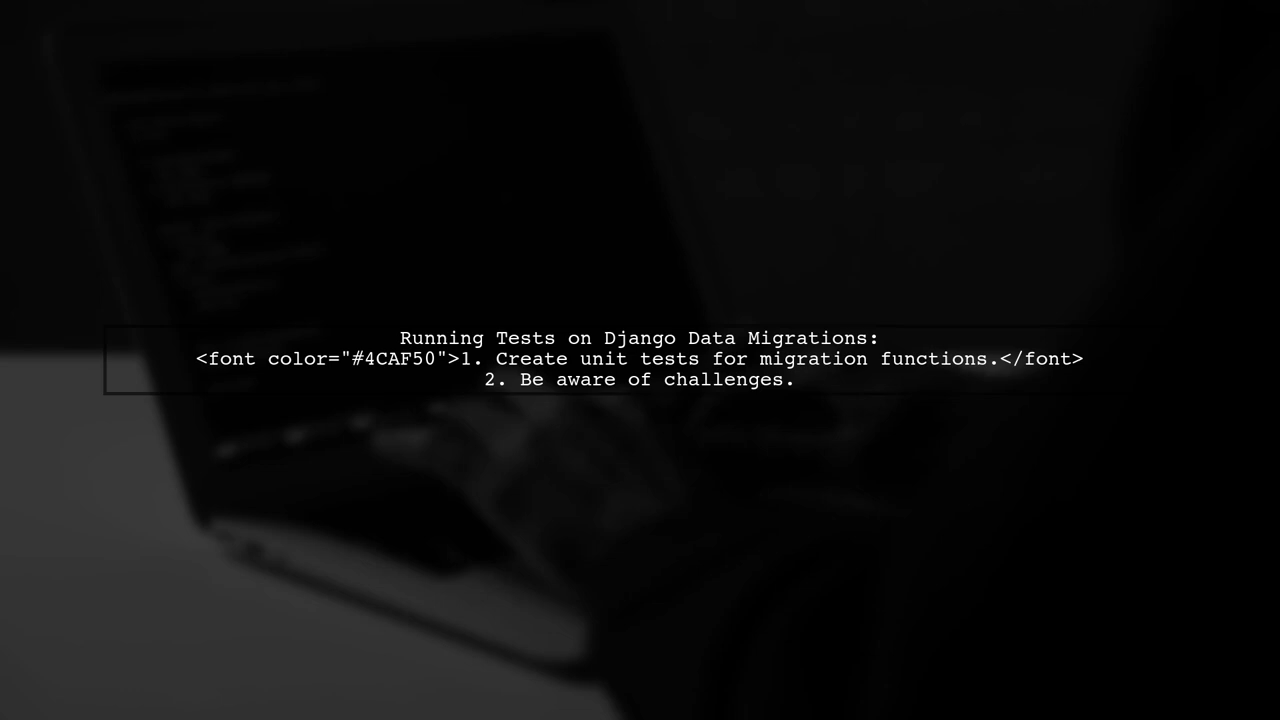 Running Tests on Django Data Migrations:
<font color="#4CAF50">1. Create unit tests for migration functions.</font>
2. Be aware of challenges.